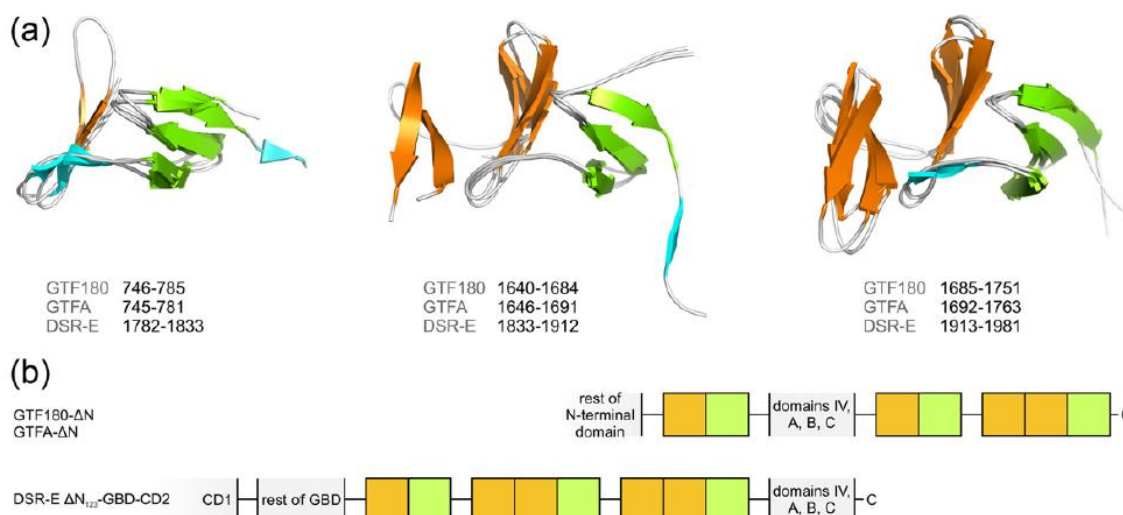 (a)
GTF180 746-785
GTFA 745-781
DSR-E 1782-1833
GTF180 1640-1684
GTFA 1646-1691
DSR-E 1833-1912
GTF180 1685-1751
GTFA 1692-1763
DSR-E 1913-1981
(b)
GTF180-ΔN
GTFA-ΔN
rest of
N-terminal
domain
domains IV,
A, B, C
DSR-E ΔN₁₂₃-GBD-CD2
CD1
rest of GBD
domains IV,
A, B, C
C